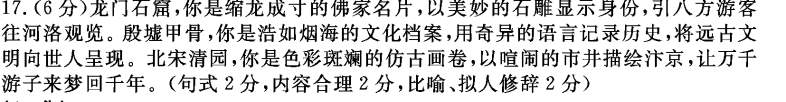 17.(6分)龙门石窟,你是缩龙成寸的佛家名片,以美妙的石雕显示身份,引八方游客
往河洛观览。殷墟甲骨,你是浩如烟海的文化档案,用奇异的语言记录历史,将远古文
明向世人呈现。北宋清园,你是色彩斑斓的仿古画卷,以喧闹的市井描绘汴京,让万千
游子来梦回千年。(句式2分,内容合理2分,比喻、拟人修辞2分)